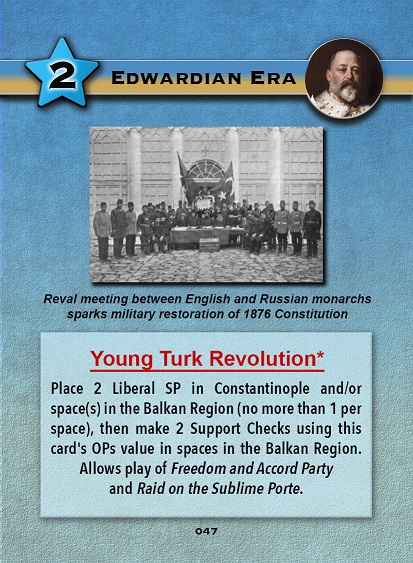 2
EDWARDIAN ERA
Reval meeting between English and Russian monarchs
sparks military restoration of 1876 Constitution
Young Turk Revolution*
Place 2 Liberal SP in Constantinople and/or
space(s) in the Balkan Region (no more than 1 per
space), then make 2 Support Checks using this
card's OPs value in spaces in the Balkan Region.
Allows play of Freedom and Accord Party
and Raid on the Sublime Porte.
047